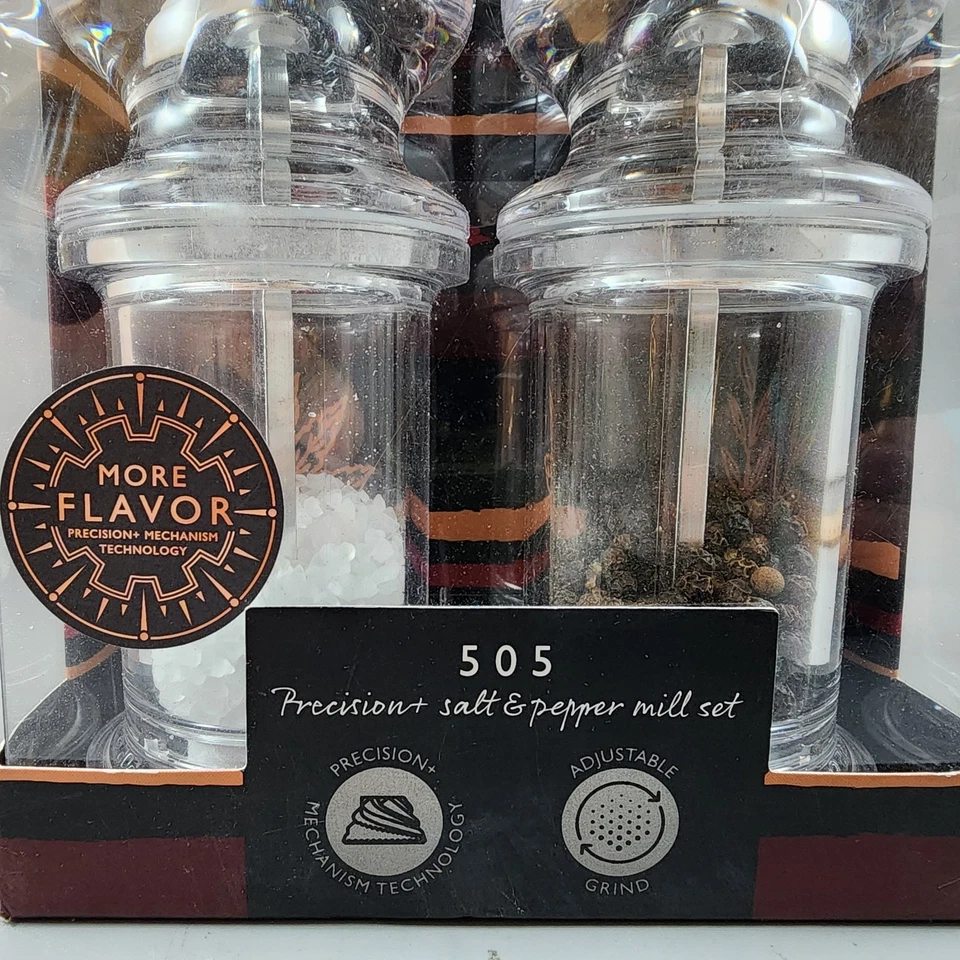 MORE
FLAVOR
PRECISION+ MECHANISM
TECHNOLOGY
505
Precision+ salt & pepper mill set
PRECISION+
MECHANISM TECHNOLOGY
ADJUSTABLE
GRIND